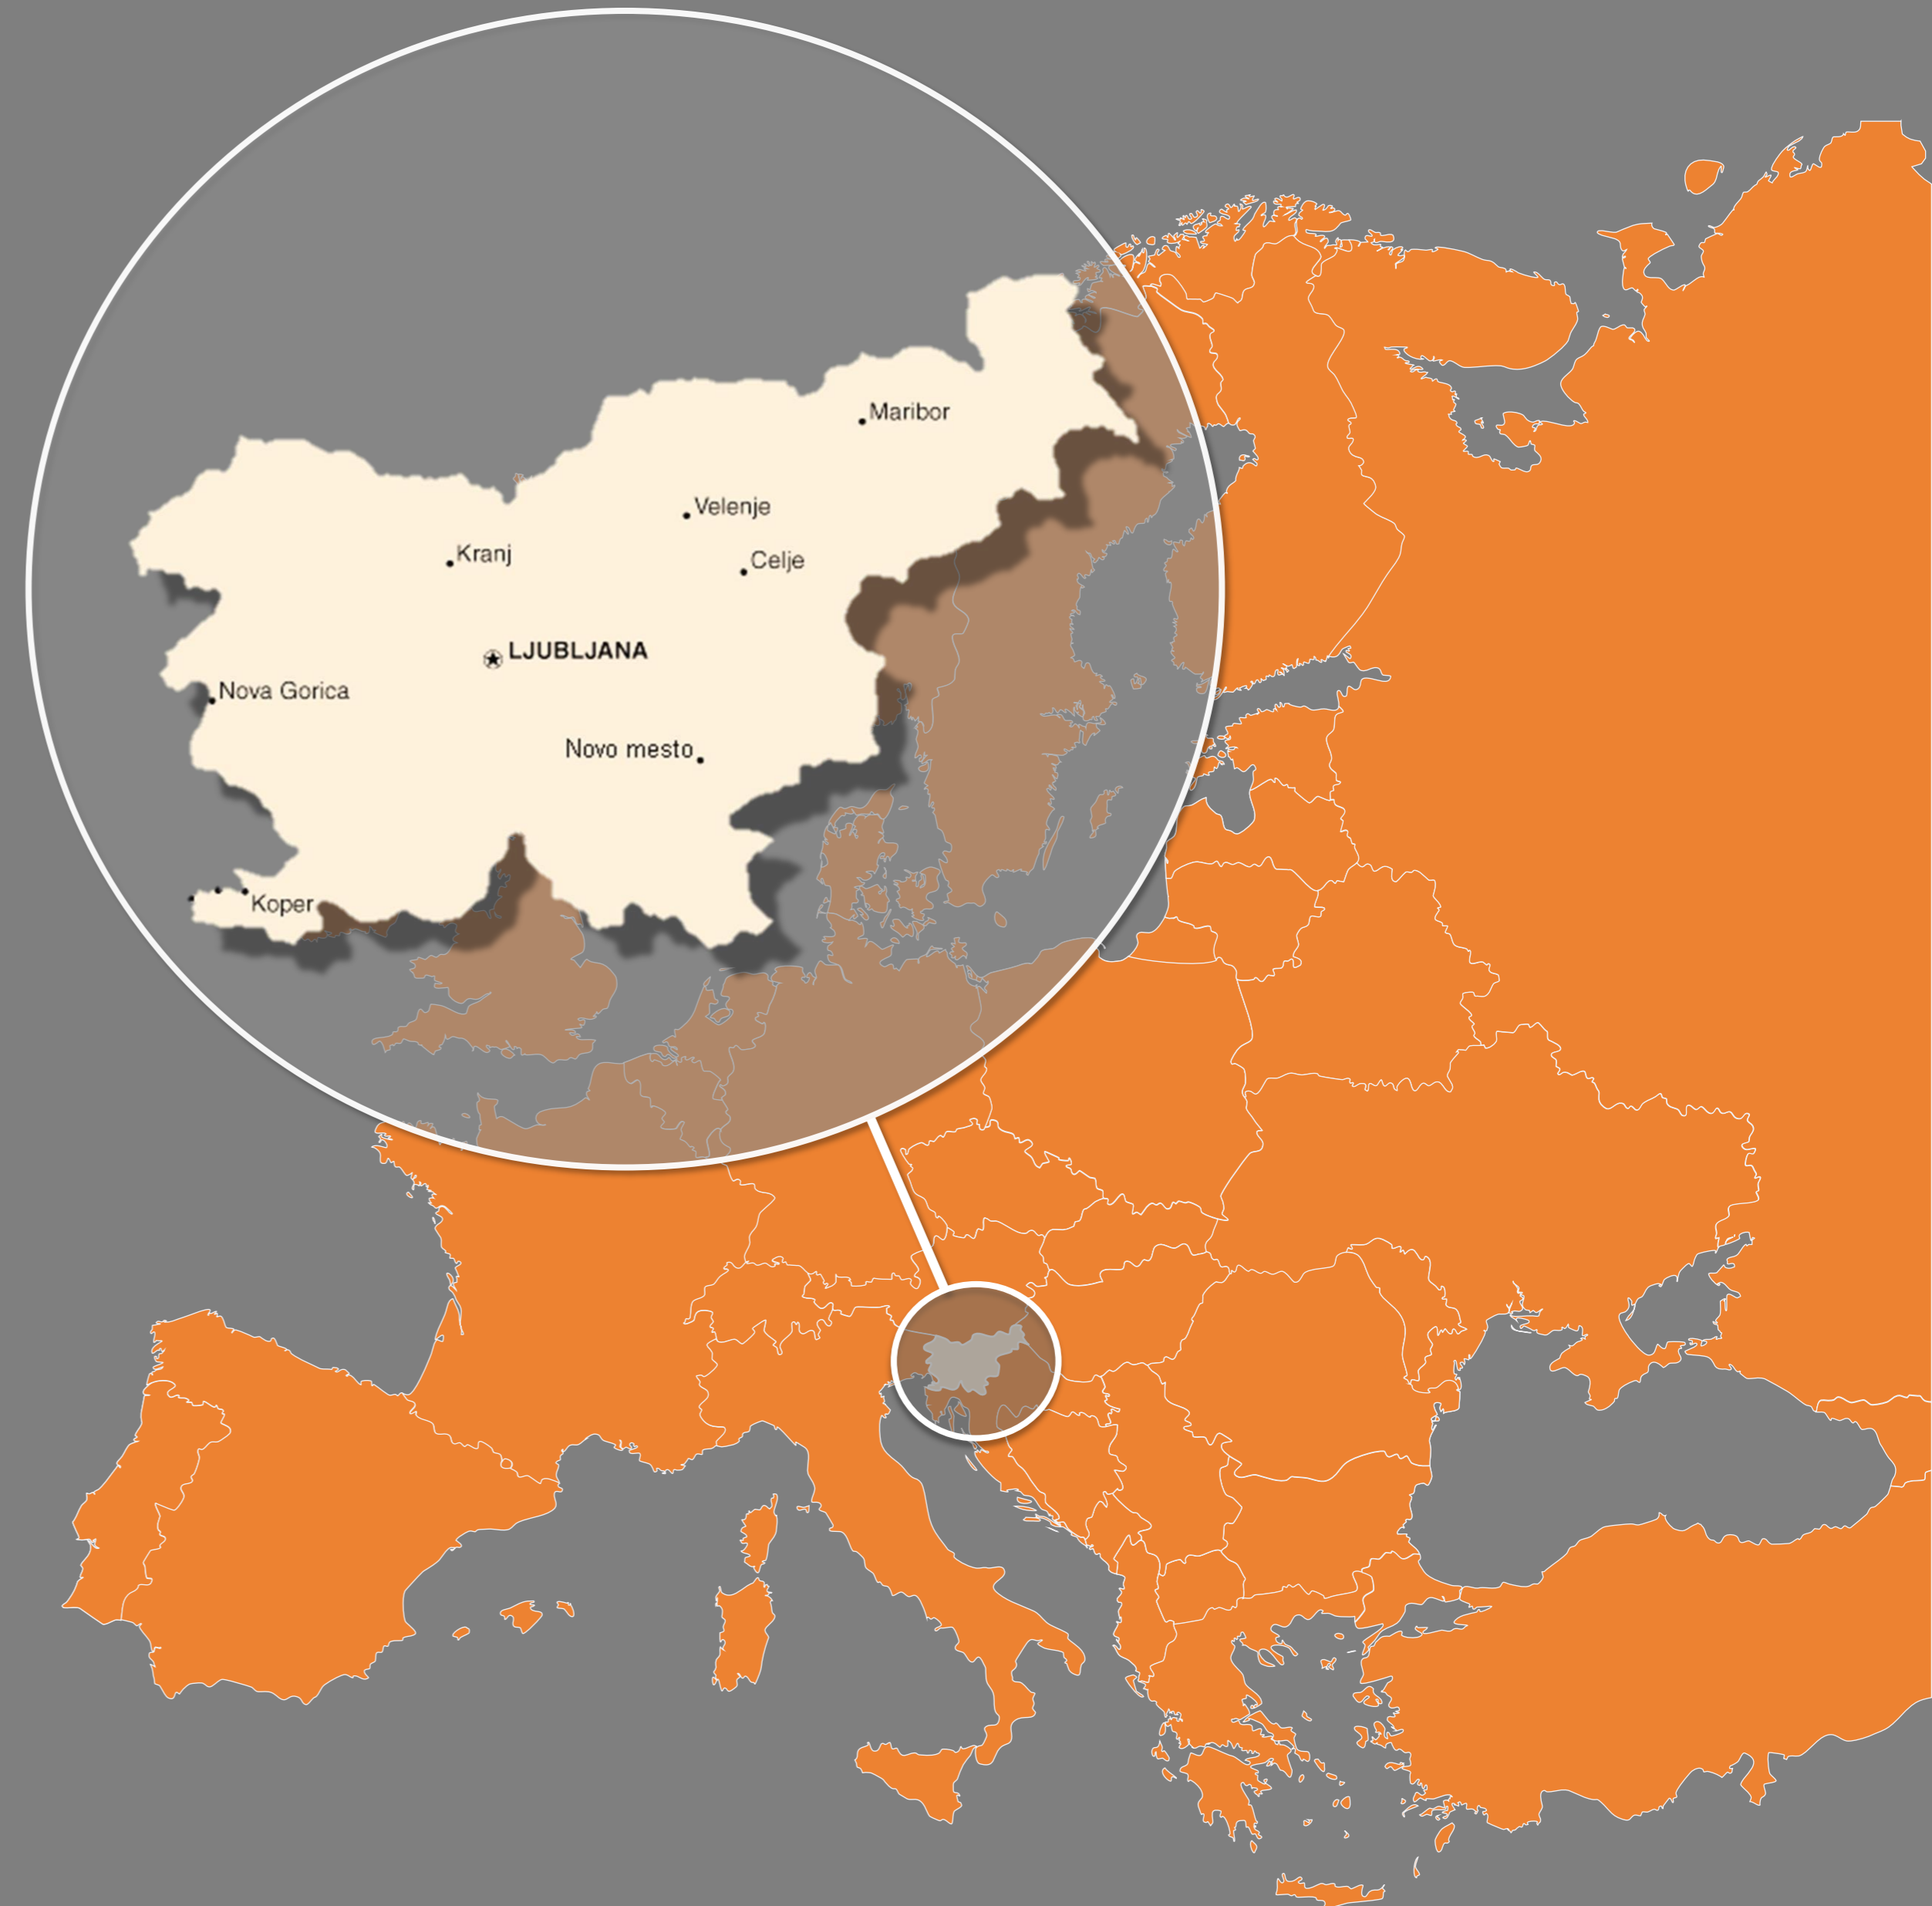 Maribor
Velenje
Kranj
Celje
LJUBLJANA
Nova Gorica
Novo mesto
Koper